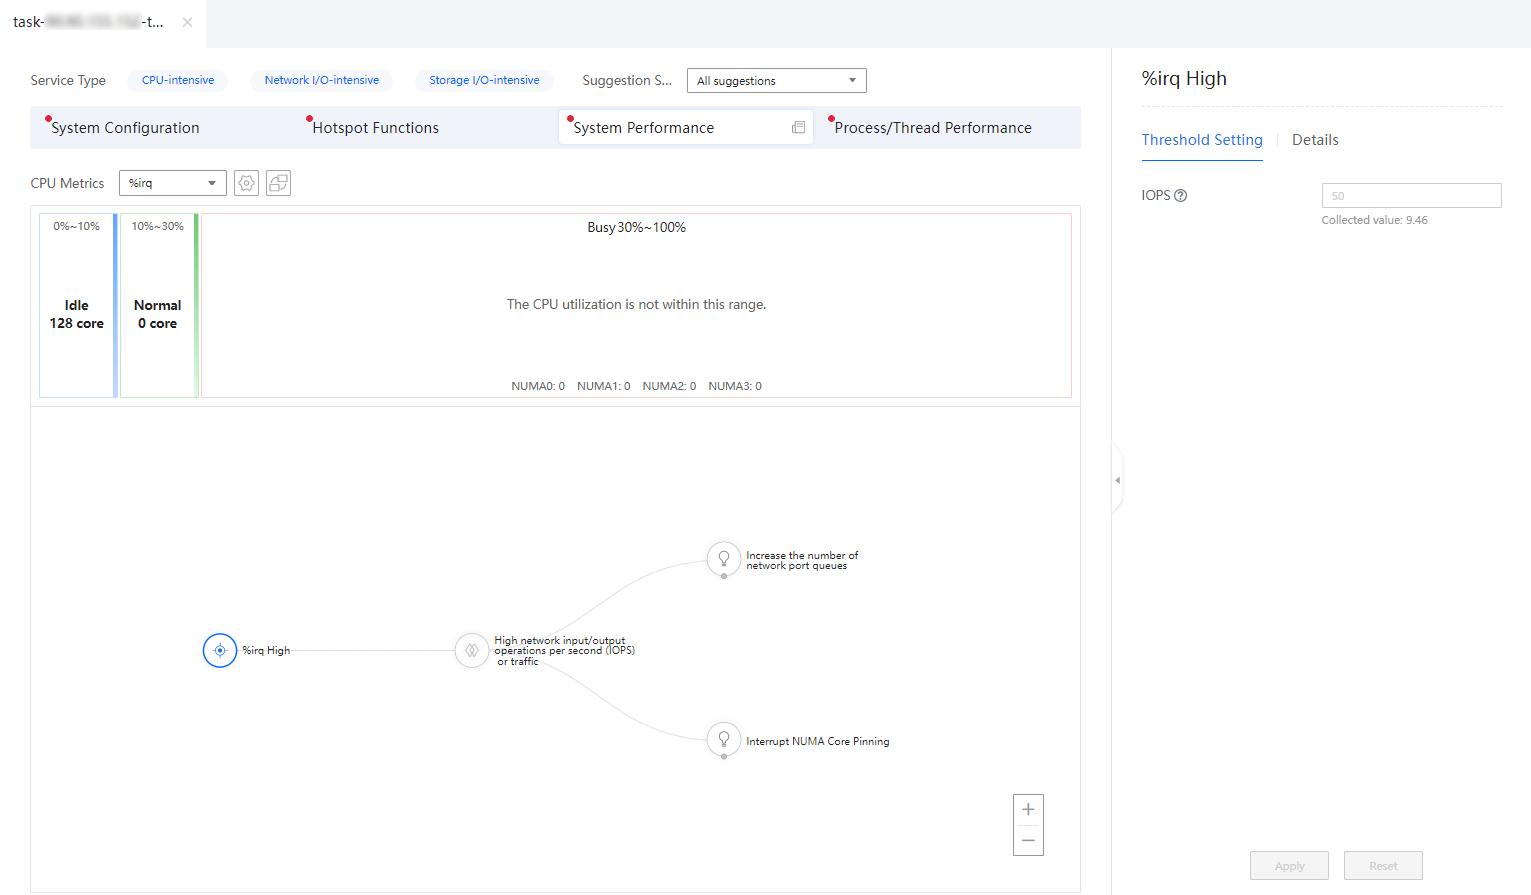 task- -t...
Service Type
CPU-intensive
Network I/O-intensive
Storage I/O-intensive
Suggestion S...
All suggestions
System Configuration
Hotspot Functions
System Performance
Process/Thread Performance
CPU Metrics
%irq
0%~10%
Idle
128 core
10%~30%
Normal
0 core
Busy 30%~100%
The CPU utilization is not within this range.
NUMA0: 0 NUMA1: 0 NUMA2: 0 NUMA3: 0
%irq High
High network input/output
operations per second (IOPS)
or traffic
Increase the number of
network port queues
Interrupt NUMA Core Pinning
+
−
%irq High
Threshold Setting
Details
IOPS ?
50
Collected value: 9.46
Apply
Reset